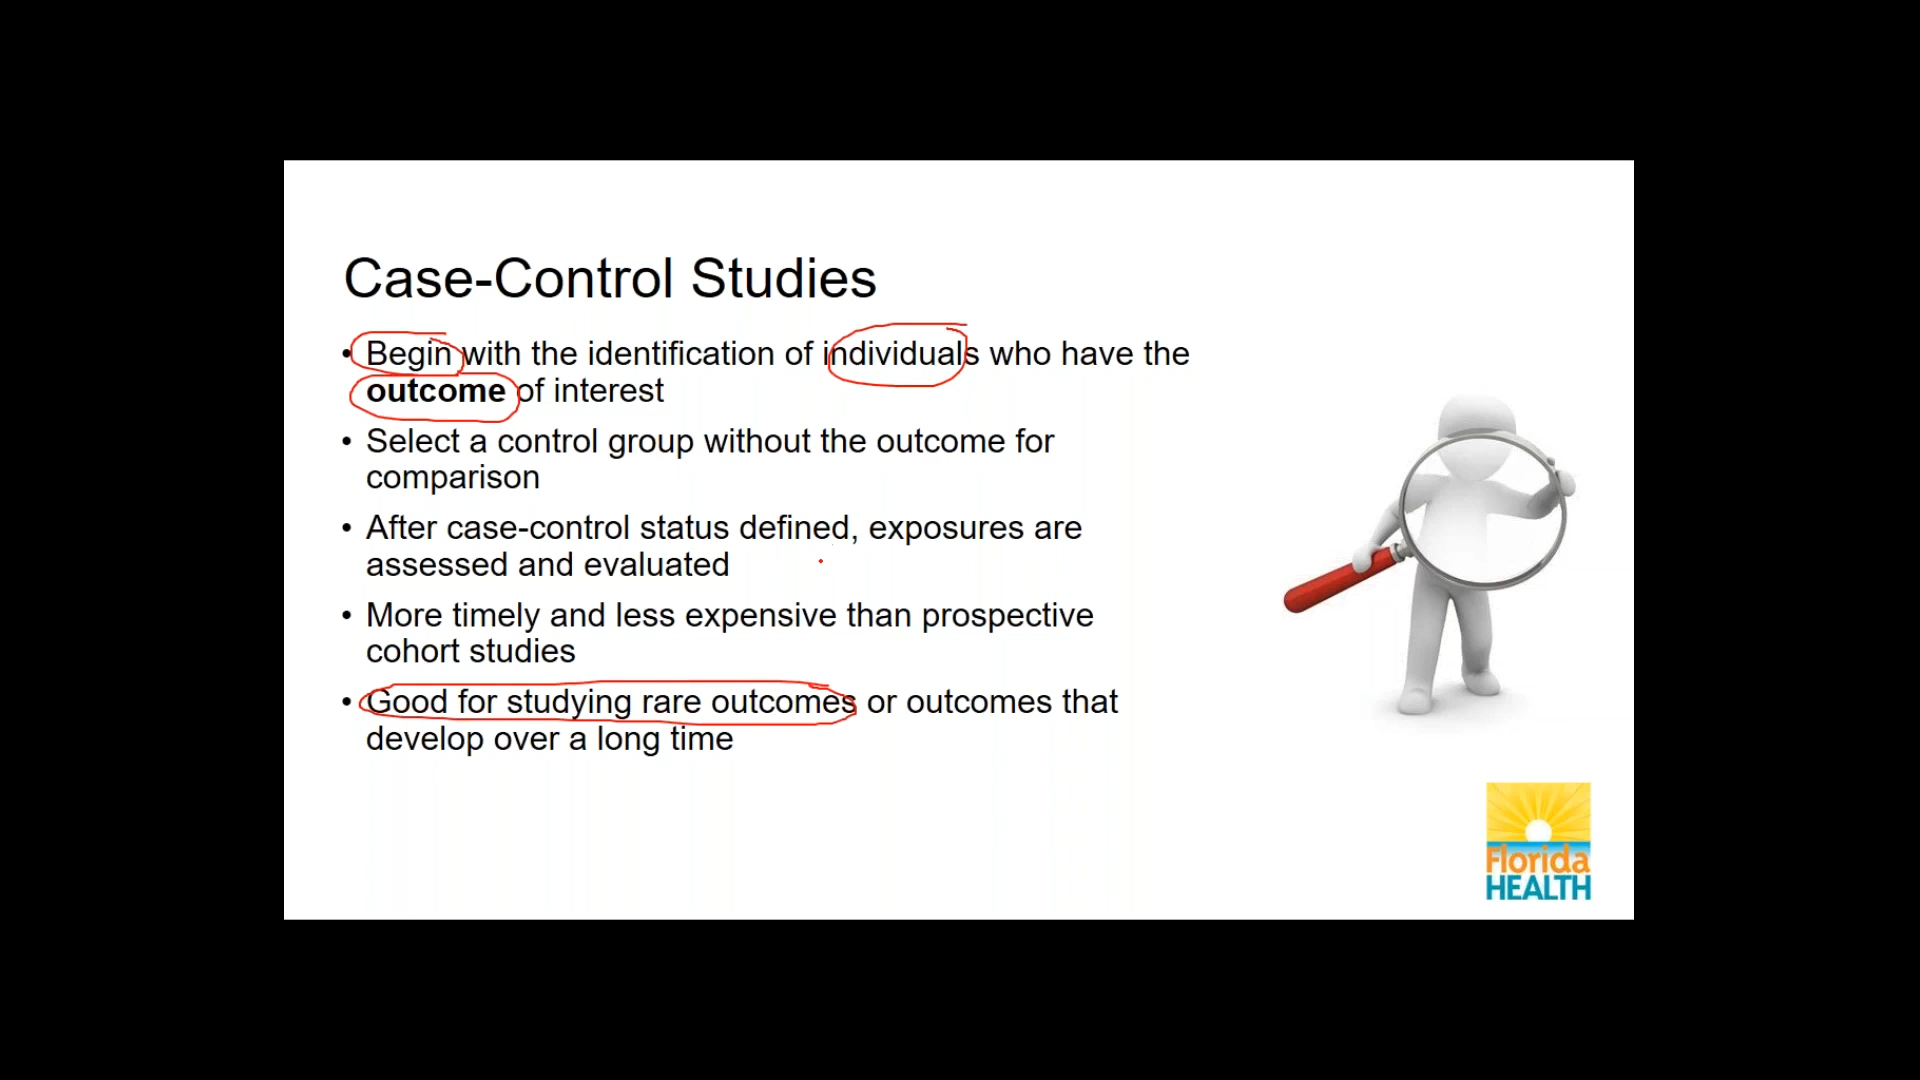 Case-Control Studies
• Begin with the identification of individuals who have the
outcome of interest
• Select a control group without the outcome for
comparison
• After case-control status defined, exposures are
assessed and evaluated
• More timely and less expensive than prospective
cohort studies
• Good for studying rare outcomes or outcomes that
develop over a long time
Florida
HEALTH